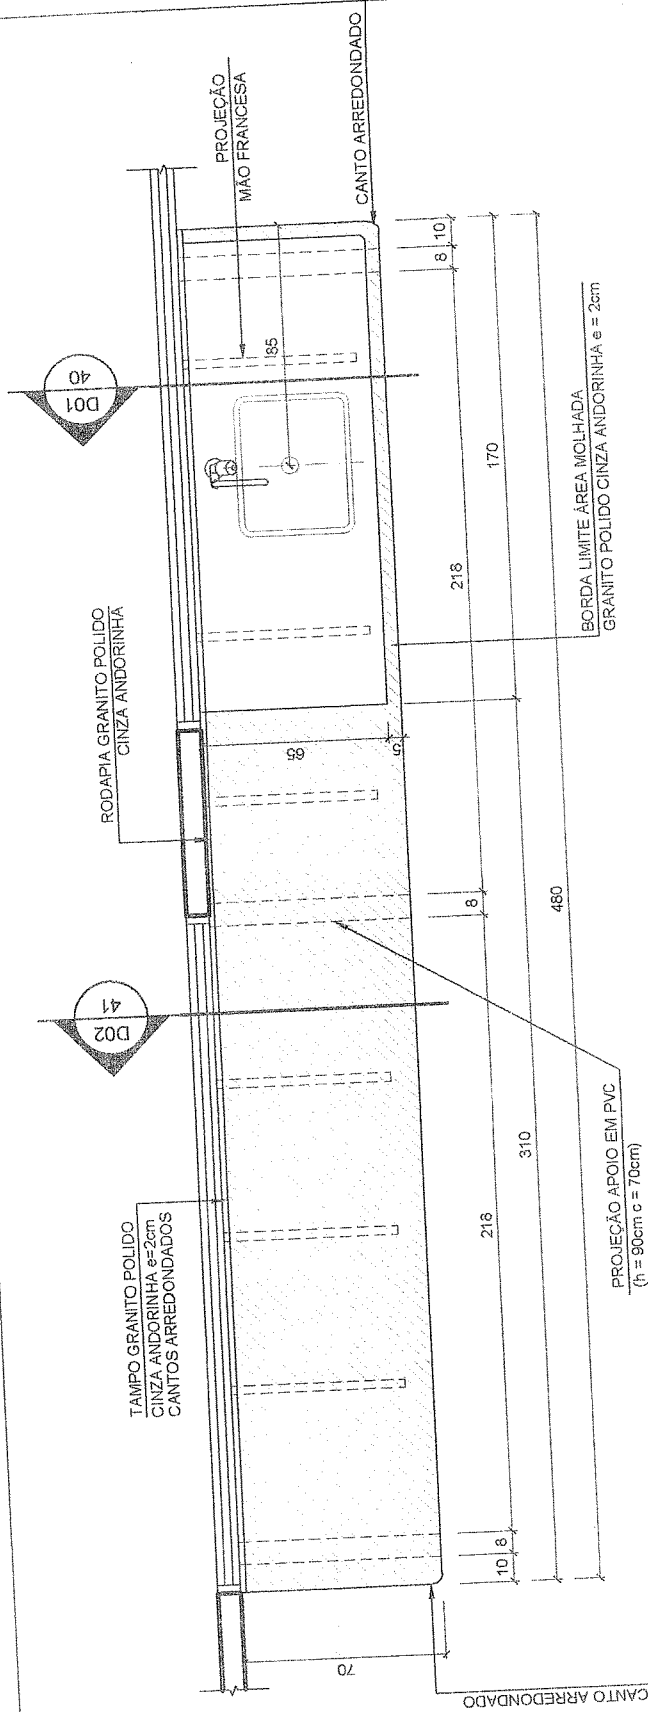 PROJEÇÃO
MÃO FRANCESA
CANTO ARREDONDADO
D01
40
RODAPIA GRANITO POLIDO
CINZA ANDORINHA
D02
41
TAMPO GRANITO POLIDO
CINZA ANDORINHA e=2cm
CANTOS ARREDONDADOS
85
65
5
10
8
218
8
218
8
10
170
310
480
70
BORDA LIMITE ÁREA MOLHADA
GRANITO POLIDO CINZA ANDORINHA e = 2cm
PROJEÇÃO APOIO EM PVC
(h = 90cm c = 70cm)
CANTO ARREDONDADO